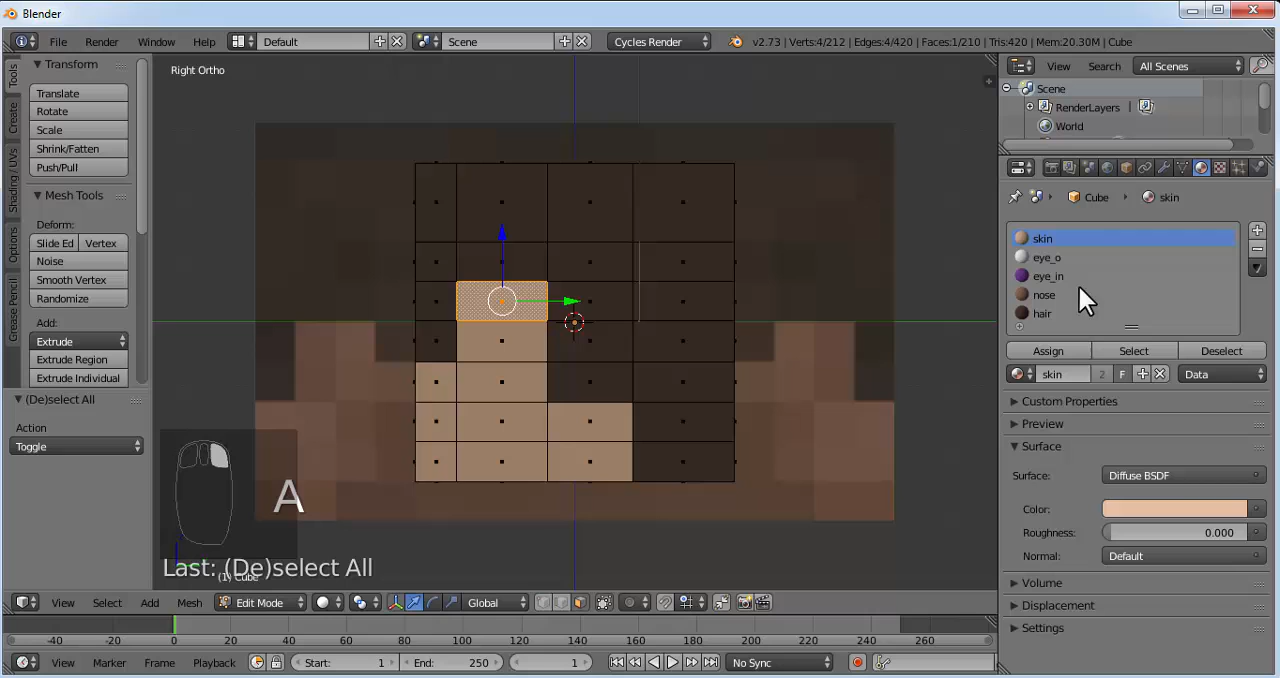 Blender
File Render Window Help Default Scene Cycles Render v2.73 | Verts:4/212 | Edges:4/420 | Faces:1/210 | Tris:420 | Mem:20.30M | Cube
Transform
Translate
Rotate
Scale
Shrink/Fatten
Push/Pull
Mesh Tools
Deform:
Slide Ed Vertex
Noise
Smooth Vertex
Randomize
Add:
Extrude
Extrude Region
Extrude Individual
(De)select All
Action
Toggle
Tools
Create
Shading / UVs
Options
Grease Pencil
Right Ortho
A
Last: (De)select All
(1) Cube
View Search All Scenes
Scene
RenderLayers |
World
Cube skin
skin
eye_o
eye_in
nose
hair
Assign Select Deselect
skin 2 F Data
Custom Properties
Preview
Surface
Surface: Diffuse BSDF
Color:
Roughness: 0.000
Normal: Default
Volume
Displacement
Settings
View Select Add Mesh Edit Mode Global
-40 -20 0 20 40 60 80 100 120 140 160 180 200 220 240 260
View Marker Frame Playback Start: 1 End: 250 1 No Sync